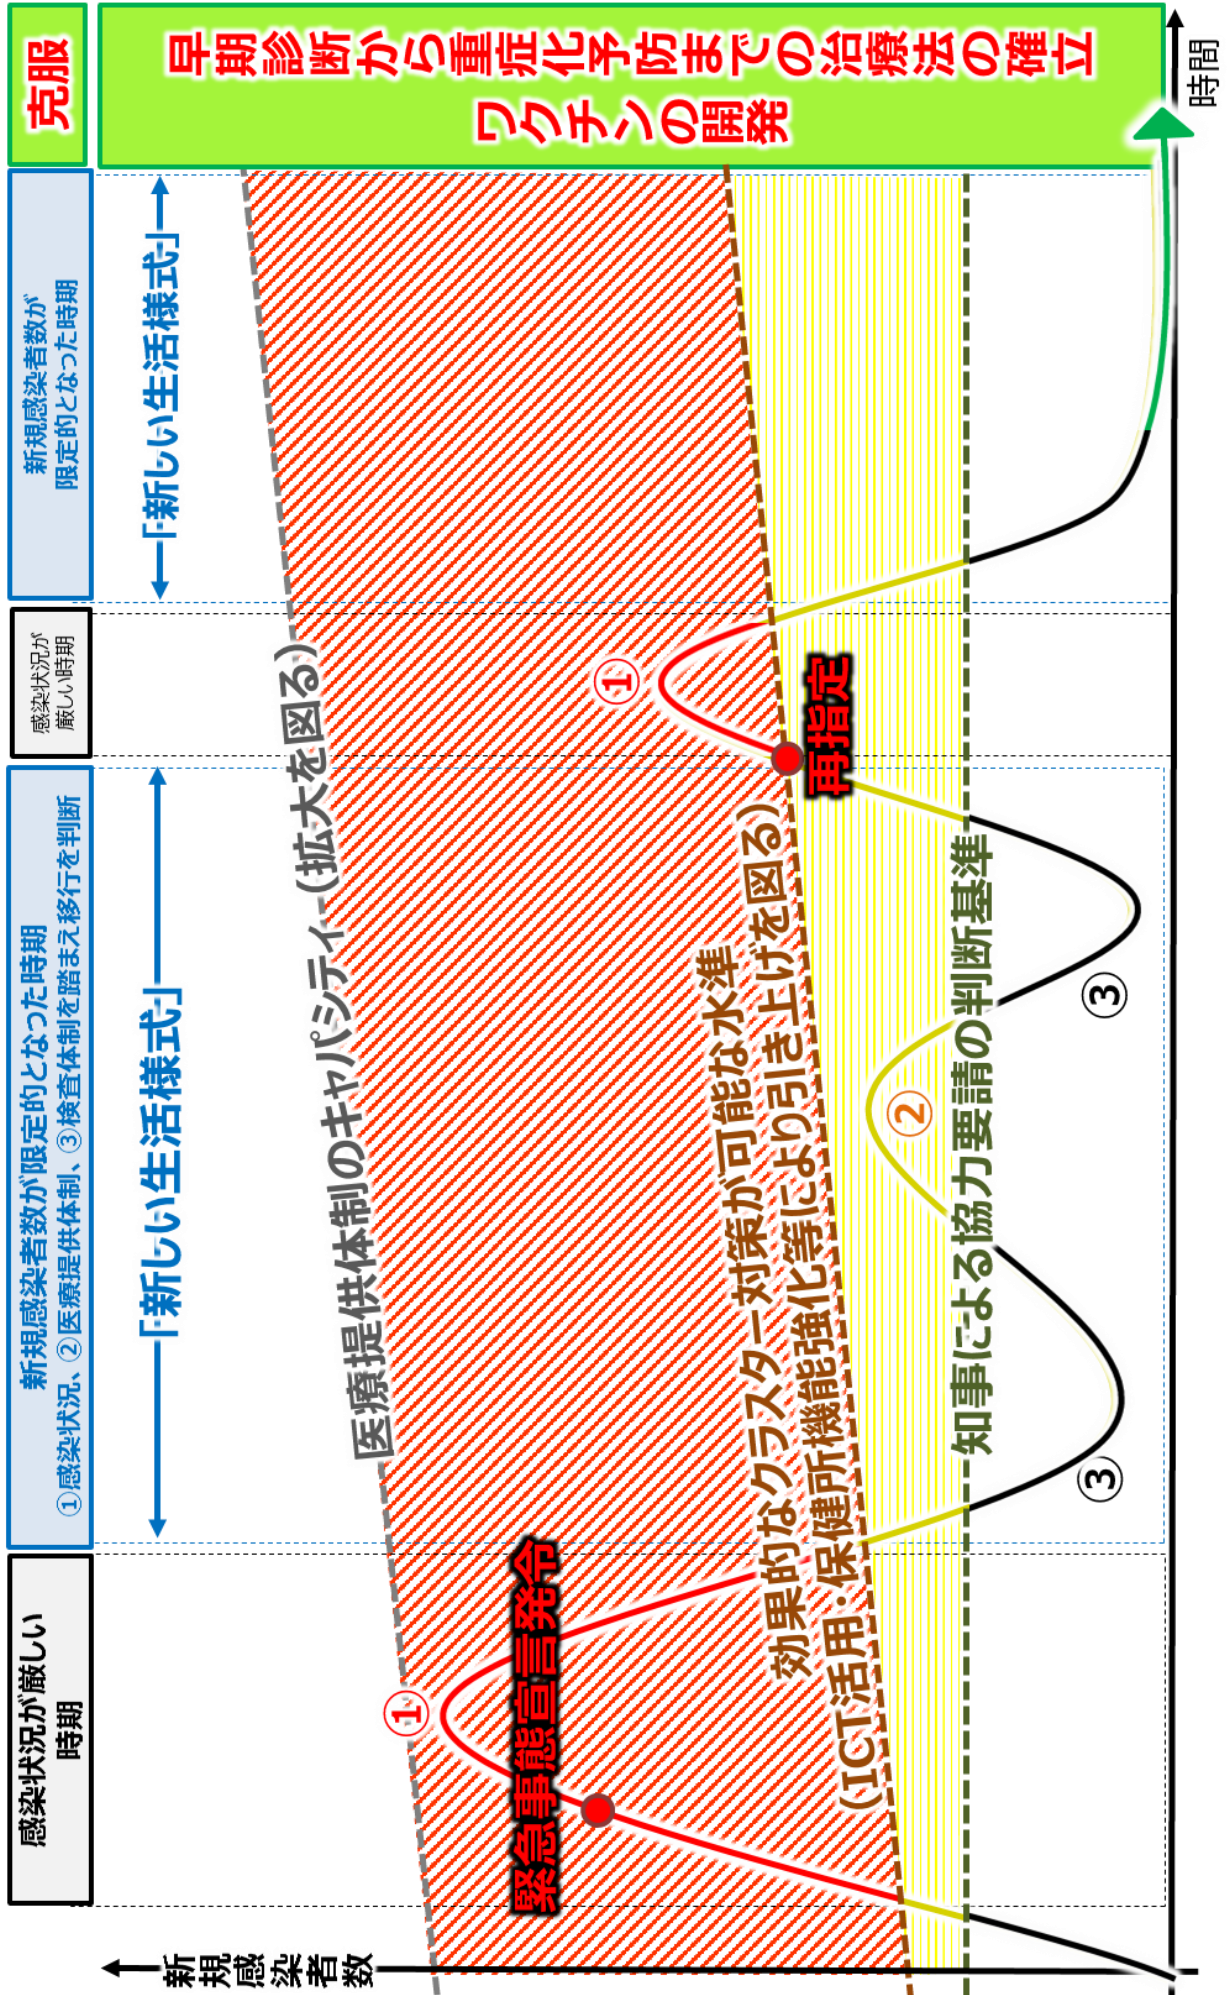 感染状況が厳しい
時期
新規感染者数が限定的となった時期
①感染状況、②医療提供体制、③検査体制を踏まえ移行を判断
感染状況が
厳しい時期
新規感染者数が
限定的となった時期
克服
「新しい生活様式」
「新しい生活様式」
早期診断から重症化予防までの治療法の確立
ワクチンの開発
新規感染者数
医療提供体制のキャパシティー(拡大を図る)
①
緊急事態宣言発令
①
効果的なクラスター対策が可能な水準
(ICT活用・保健所機能強化等により引き上げを図る)
再指定
②
知事による協力要請の判断基準
③
③
時間